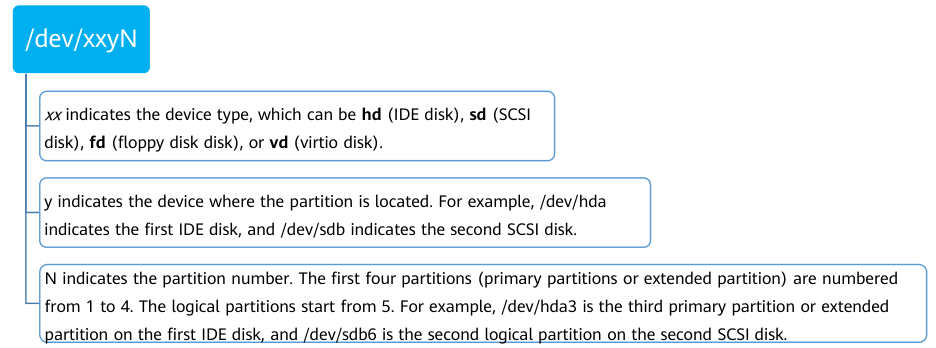 /dev/xxyN
xx indicates the device type, which can be hd (IDE disk), sd (SCSI
disk), fd (floppy disk disk), or vd (virtio disk).
y indicates the device where the partition is located. For example, /dev/hda
indicates the first IDE disk, and /dev/sdb indicates the second SCSI disk.
N indicates the partition number. The first four partitions (primary partitions or extended partition) are numbered
from 1 to 4. The logical partitions start from 5. For example, /dev/hda3 is the third primary partition or extended
partition on the first IDE disk, and /dev/sdb6 is the second logical partition on the second SCSI disk.